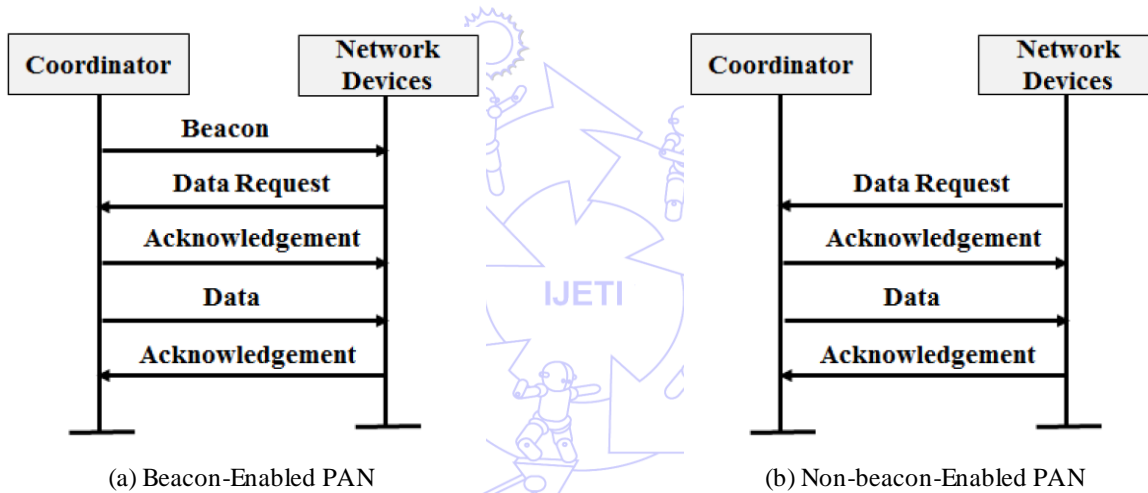 Coordinator
Network
Devices
Beacon
Data Request
Acknowledgement
Data
Acknowledgement
(a) Beacon-Enabled PAN
IJETI
Coordinator
Network
Devices
Data Request
Acknowledgement
Data
Acknowledgement
(b) Non-beacon-Enabled PAN